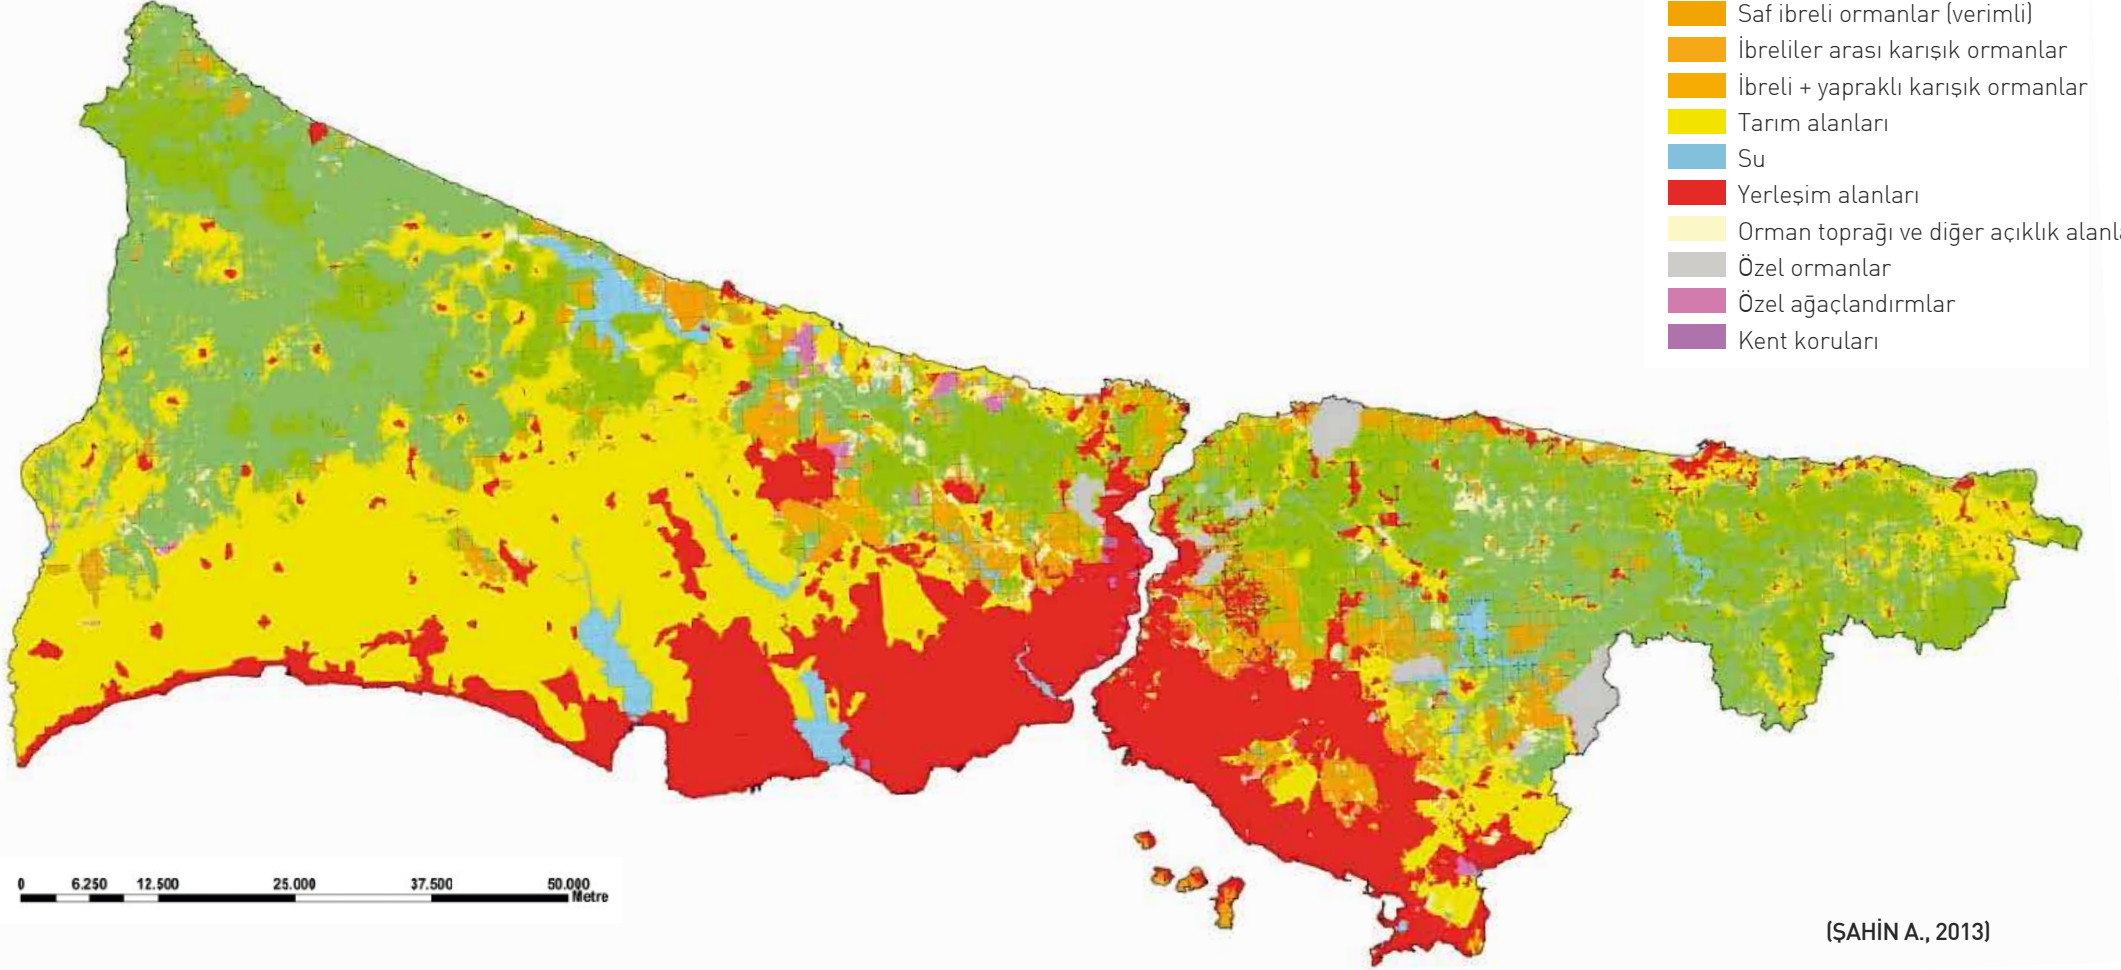 Saf ibreli ormanlar (verimli)
İbreliler arası karışık ormanlar
İbreli + yapraklı karışık ormanlar
Tarım alanları
Su
Yerleşim alanları
Orman toprağı ve diğer açıklık alanla
Özel ormanlar
Özel ağaçlandırmlar
Kent koruları
0 6.250 12.500 25.000 37.500 50.000
Metre
(ŞAHİN A., 2013)